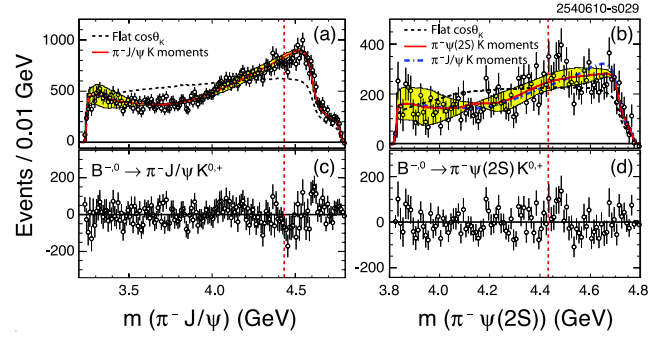 2540610-s029
Flat cosθK
π⁻J/ψ K moments
(a)
1000
500
0
Flat cosθK
π⁻ψ(2S) K moments
π⁻J/ψ K moments
(b)
400
200
0
Events / 0.01 GeV
B⁻,⁰ → π⁻J/ψ K⁰,⁺
(c)
200
0
-200
B⁻,⁰ → π⁻ψ(2S) K⁰,⁺
(d)
200
0
-200
3.5 4.0 4.5
3.8 4.0 4.2 4.4 4.6 4.8
m (π⁻ J/ψ) (GeV)
m (π⁻ ψ(2S)) (GeV)